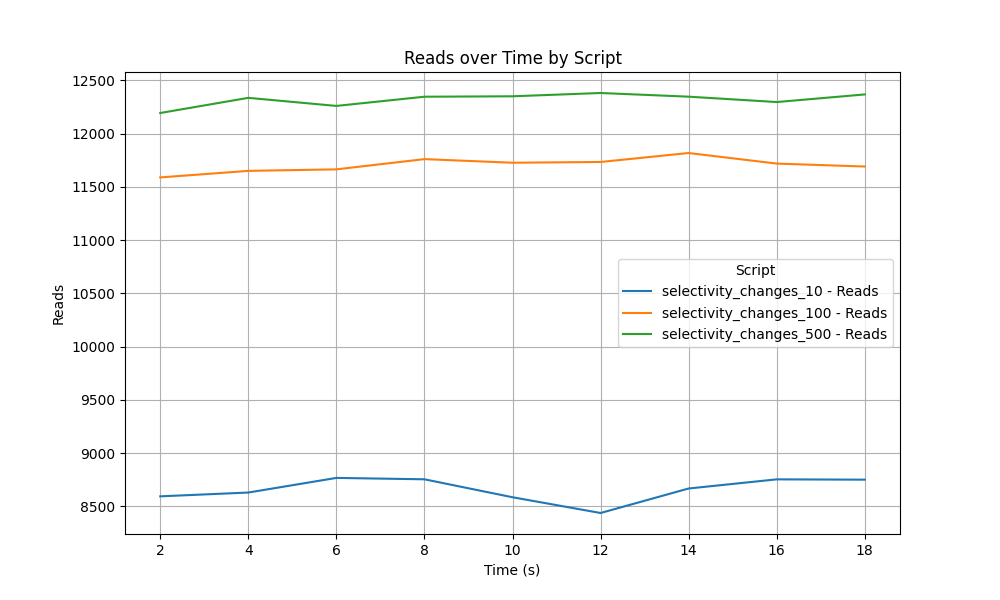 Reads over Time by Script
12500
12000
11500
11000
10500
10000
9500
9000
8500
Reads
Script
selectivity_changes_10 - Reads
selectivity_changes_100 - Reads
selectivity_changes_500 - Reads
2 4 6 8 10 12 14 16 18
Time (s)